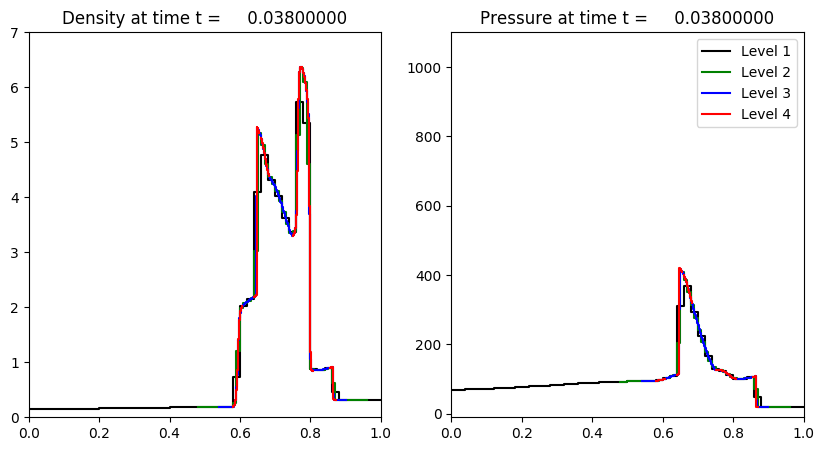 Density at time t =      0.03800000
7
6
5
4
3
2
1
0
0.0 0.2 0.4 0.6 0.8 1.0
Pressure at time t =      0.03800000
Level 1
Level 2
Level 3
Level 4
1000
800
600
400
200
0
0.0 0.2 0.4 0.6 0.8 1.0